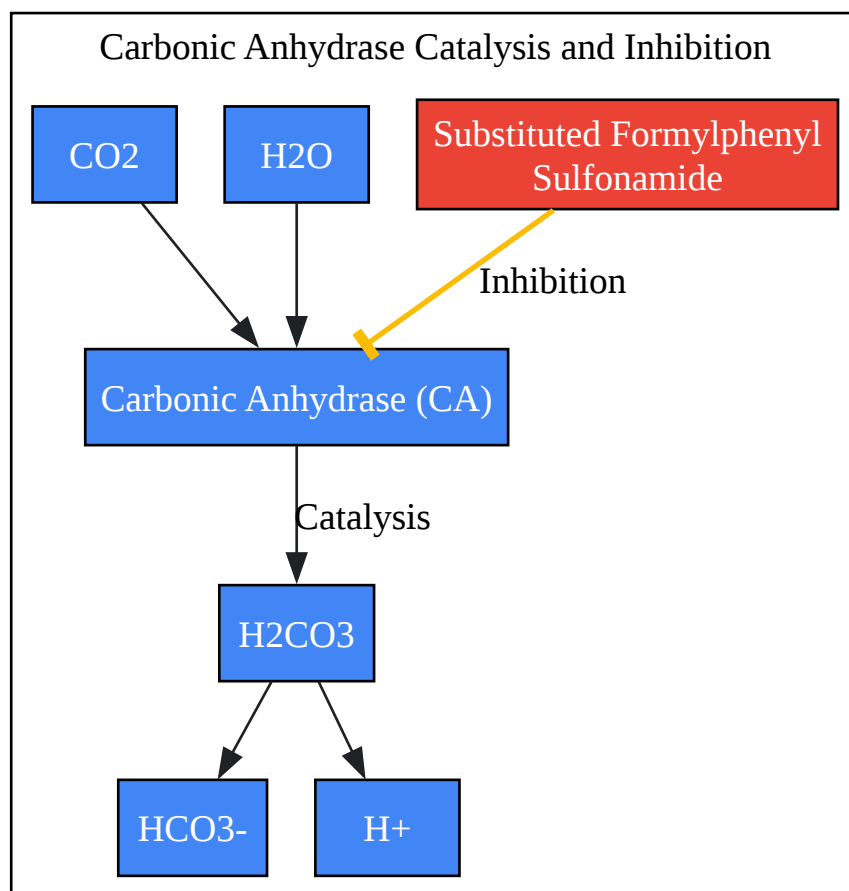 Carbonic Anhydrase Catalysis and Inhibition
CO2
H2O
Substituted Formylphenyl
Sulfonamide
Inhibition
Carbonic Anhydrase (CA)
Catalysis
H2CO3
HCO3-
H+